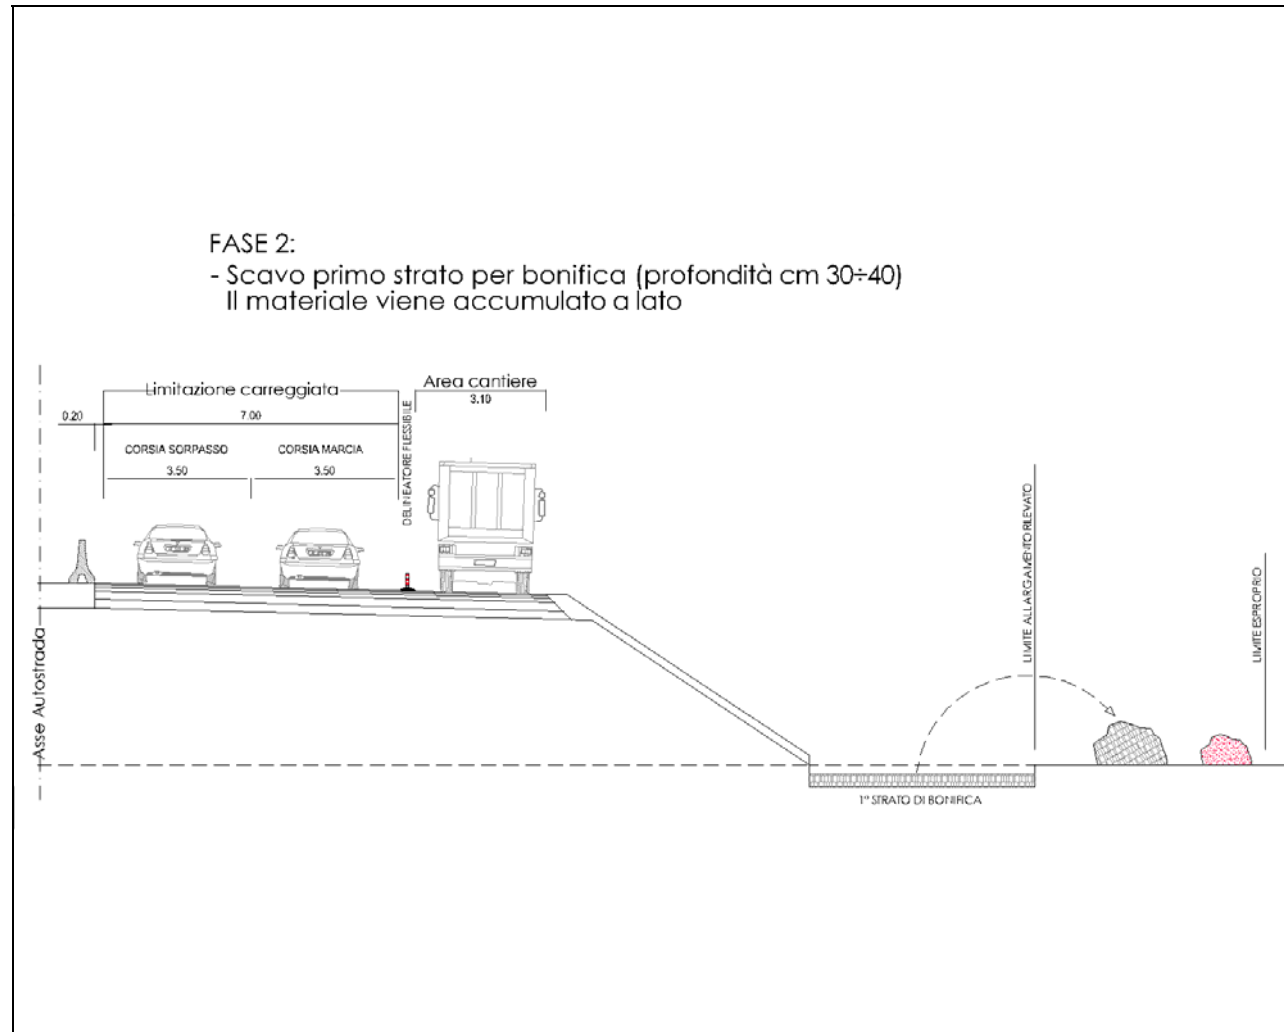 FASE 2:
- Scavo primo strato per bonifica (profondità cm 30÷40)
Il materiale viene accumulato a lato
Limitazione carreggiata
Area cantiere
3.10
0.20
7.00
CORSIA SORPASSO
CORSIA MARCIA
3.50
3.50
DELINEATORE FLESSIBILE
LIMITE ALLARGAMENTO RILEVATO
LIMITE ESPROPRIO
Asse Autostrada
1° STRATO DI BONIFICA